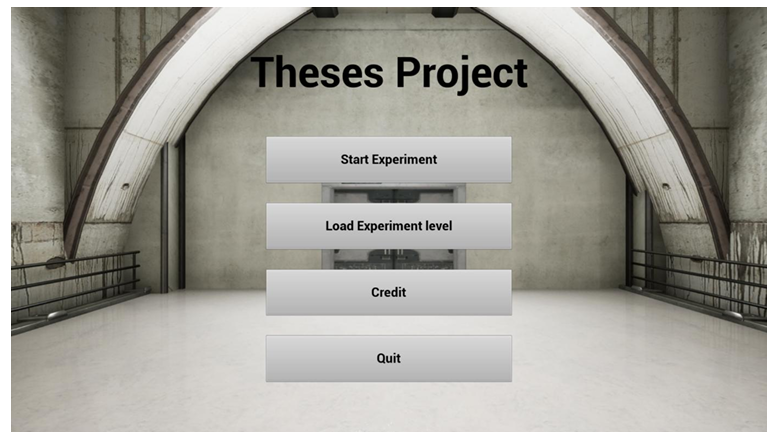 Theses Project
Start Experiment
Load Experiment level
Credit
Quit